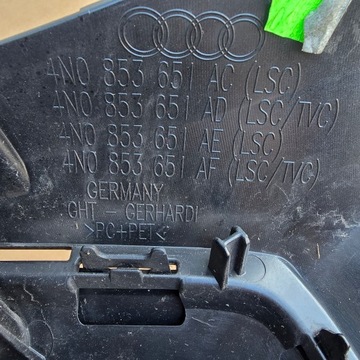 4N0 853 651 AC (LSC)
4N0 853 651 AD (LSC/TVC)
4N0 853 651 AE (LSC)
4N0 853 651 AF (LSC/TVC)
GERMANY
GHT - GERHARDI
>PC+PET<